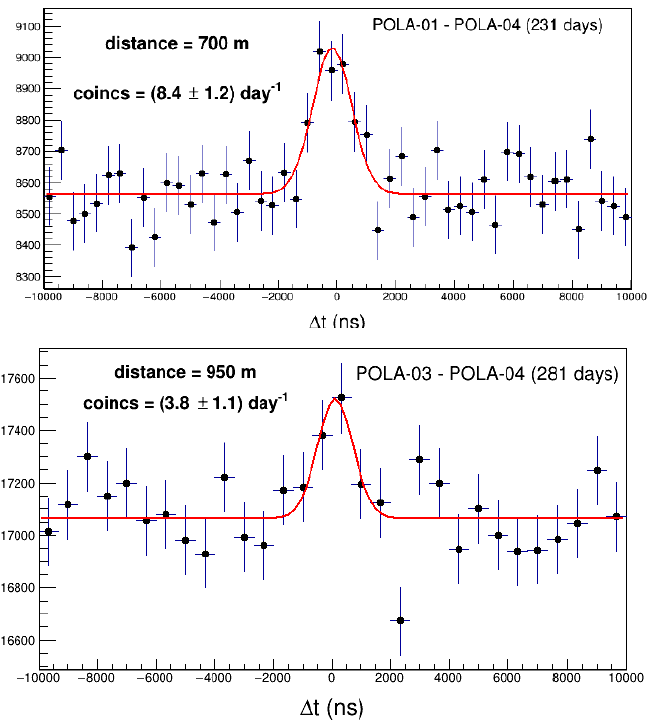 POLA-01 - POLA-04 (231 days)
distance = 700 m
coincs = (8.4 ± 1.2) day⁻¹
9100
9000
8900
8800
8700
8600
8500
8400
8300
−10000 −8000 −6000 −4000 −2000 0 2000 4000 6000 8000 10000
Δt (ns)
distance = 950 m
POLA-03 - POLA-04 (281 days)
coincs = (3.8 ± 1.1) day⁻¹
17600
17400
17200
17000
16800
16600
−10000 −8000 −6000 −4000 −2000 0 2000 4000 6000 8000 10000
Δt (ns)